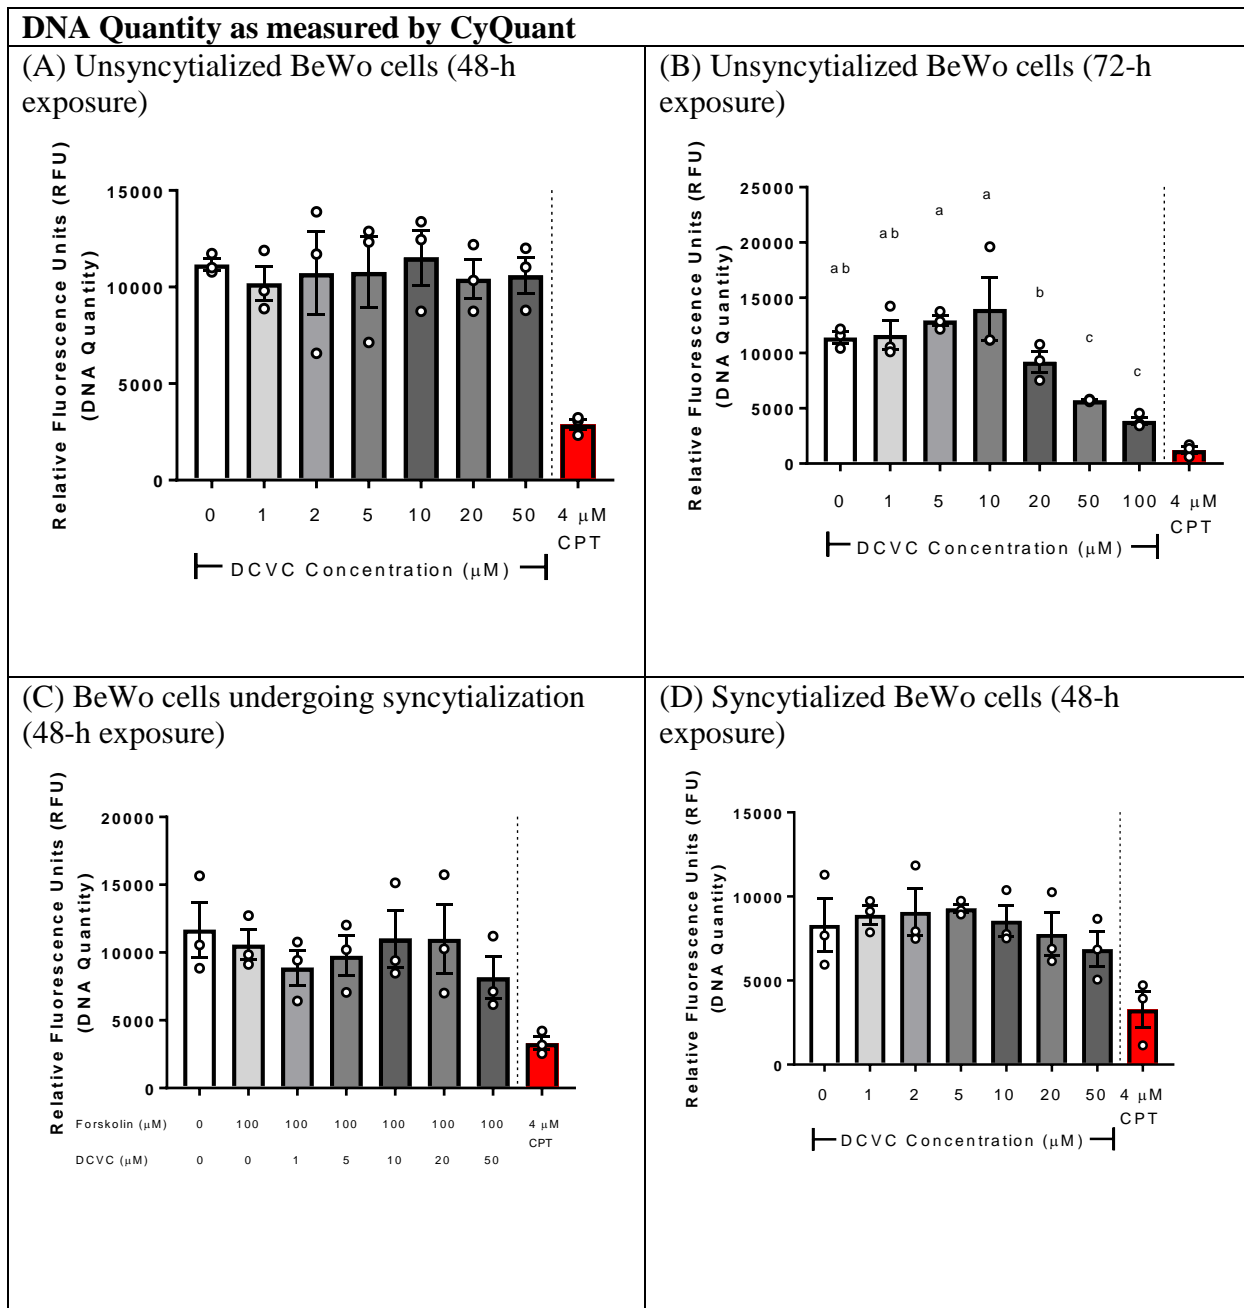 DNA Quantity as measured by CyQuant
(A) Unsyncytialized BeWo cells (48-h
exposure)
Relative Fluorescence Units (RFU)
(DNA Quantity)
15000
10000
5000
0
0 1 2 5 10 20 50 4 μM
CPT
DCVC Concentration (μM)
(B) Unsyncytialized BeWo cells (72-h
exposure)
Relative Fluorescence Units (RFU)
(DNA Quantity)
25000
20000
15000
10000
5000
0
ab ab a a b c c
0 1 5 10 20 50 100 4 μM
CPT
DCVC Concentration (μM)
(C) BeWo cells undergoing syncytialization
(48-h exposure)
Relative Fluorescence Units (RFU)
(DNA Quantity)
20000
15000
10000
5000
0
Forskolin (μM) 0 100 100 100 100 100 100 4 μM
CPT
DCVC (μM) 0 0 1 5 10 20 50
(D) Syncytialized BeWo cells (48-h
exposure)
Relative Fluorescence Units (RFU)
(DNA Quantity)
15000
10000
5000
0
0 1 2 5 10 20 50 4 μM
CPT
DCVC Concentration (μM)